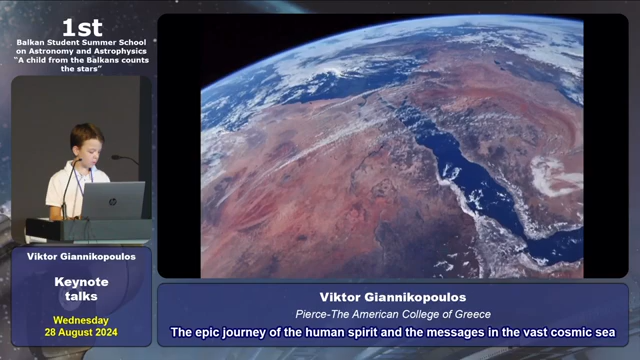 1st
Balkan Student Summer School
on Astronomy and Astrophysics
"A child from the Balkans counts
the stars"
Viktor Giannikopoulos
Keynote
talks
Wednesday
28 August 2024
Viktor Giannikopoulos
Pierce-The American College of Greece
The epic journey of the human spirit and the messages in the vast cosmic sea
hp